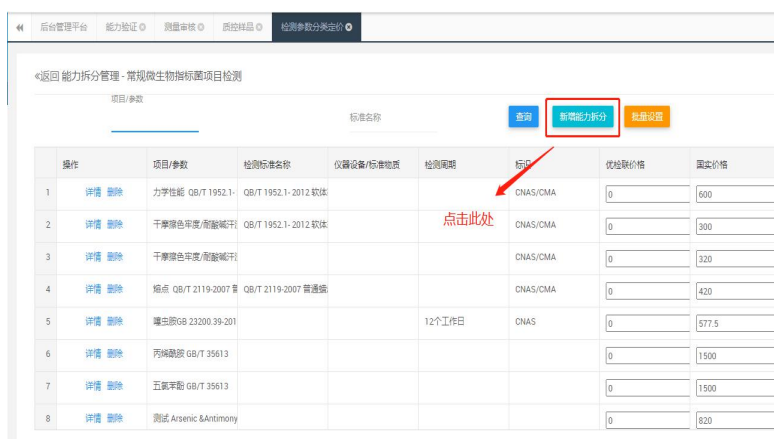 后台管理平台 能力验证 测量审核 质控样品 检测参数分类定价
«返回 能力拆分管理 - 常规微生物指标菌项目检测
项目/参数
标准名称 查询 新增能力拆分 批量设置
操作 项目/参数 检测标准名称 仪器设备/标准物质 检测周期 标识 优检联价格 国实价格
1 详情 删除 力学性能 QB/T 1952.1- QB/T 1952.1- 2012 软体 CNAS/CMA 0 600
点击此处
2 详情 删除 干摩擦色牢度/耐酸碱汗 QB/T 1952.1- 2012 软体 CNAS/CMA 0 300
3 详情 删除 干摩擦色牢度/耐酸碱汗 CNAS/CMA 0 320
4 详情 删除 熔点 QB/T 2119-2007 普 QB/T 2119-2007 普通蜡 CNAS/CMA 0 420
5 详情 删除 噻虫胺GB 23200.39-201 12个工作日 CNAS 0 577.5
6 详情 删除 丙烯酰胺 GB/T 35613 0 1500
7 详情 删除 五氯苯酚 GB/T 35613 0 1500
8 详情 删除 测试 Arsenic &Antimony 0 820